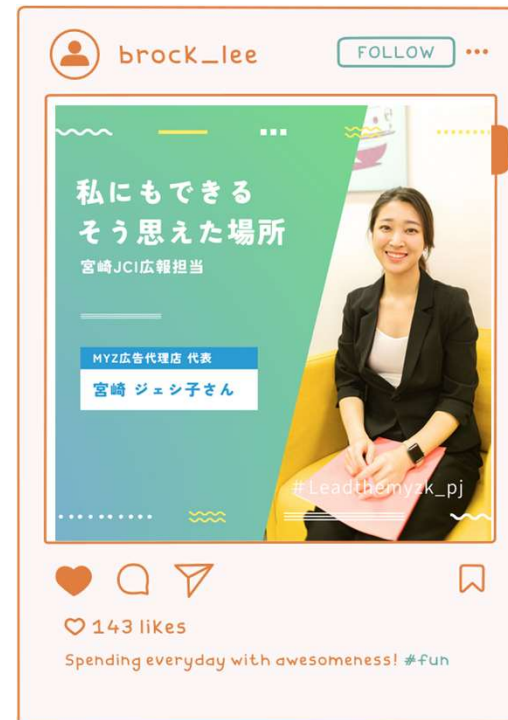 brock_lee
FOLLOW
私にもできる
そう思えた場所
宮崎JCI広報担当
MYZ広告代理店 代表
宮崎 ジェシ子さん
#Leadthemyzk_pj
143 likes
Spending everyday with awesomeness! #fun